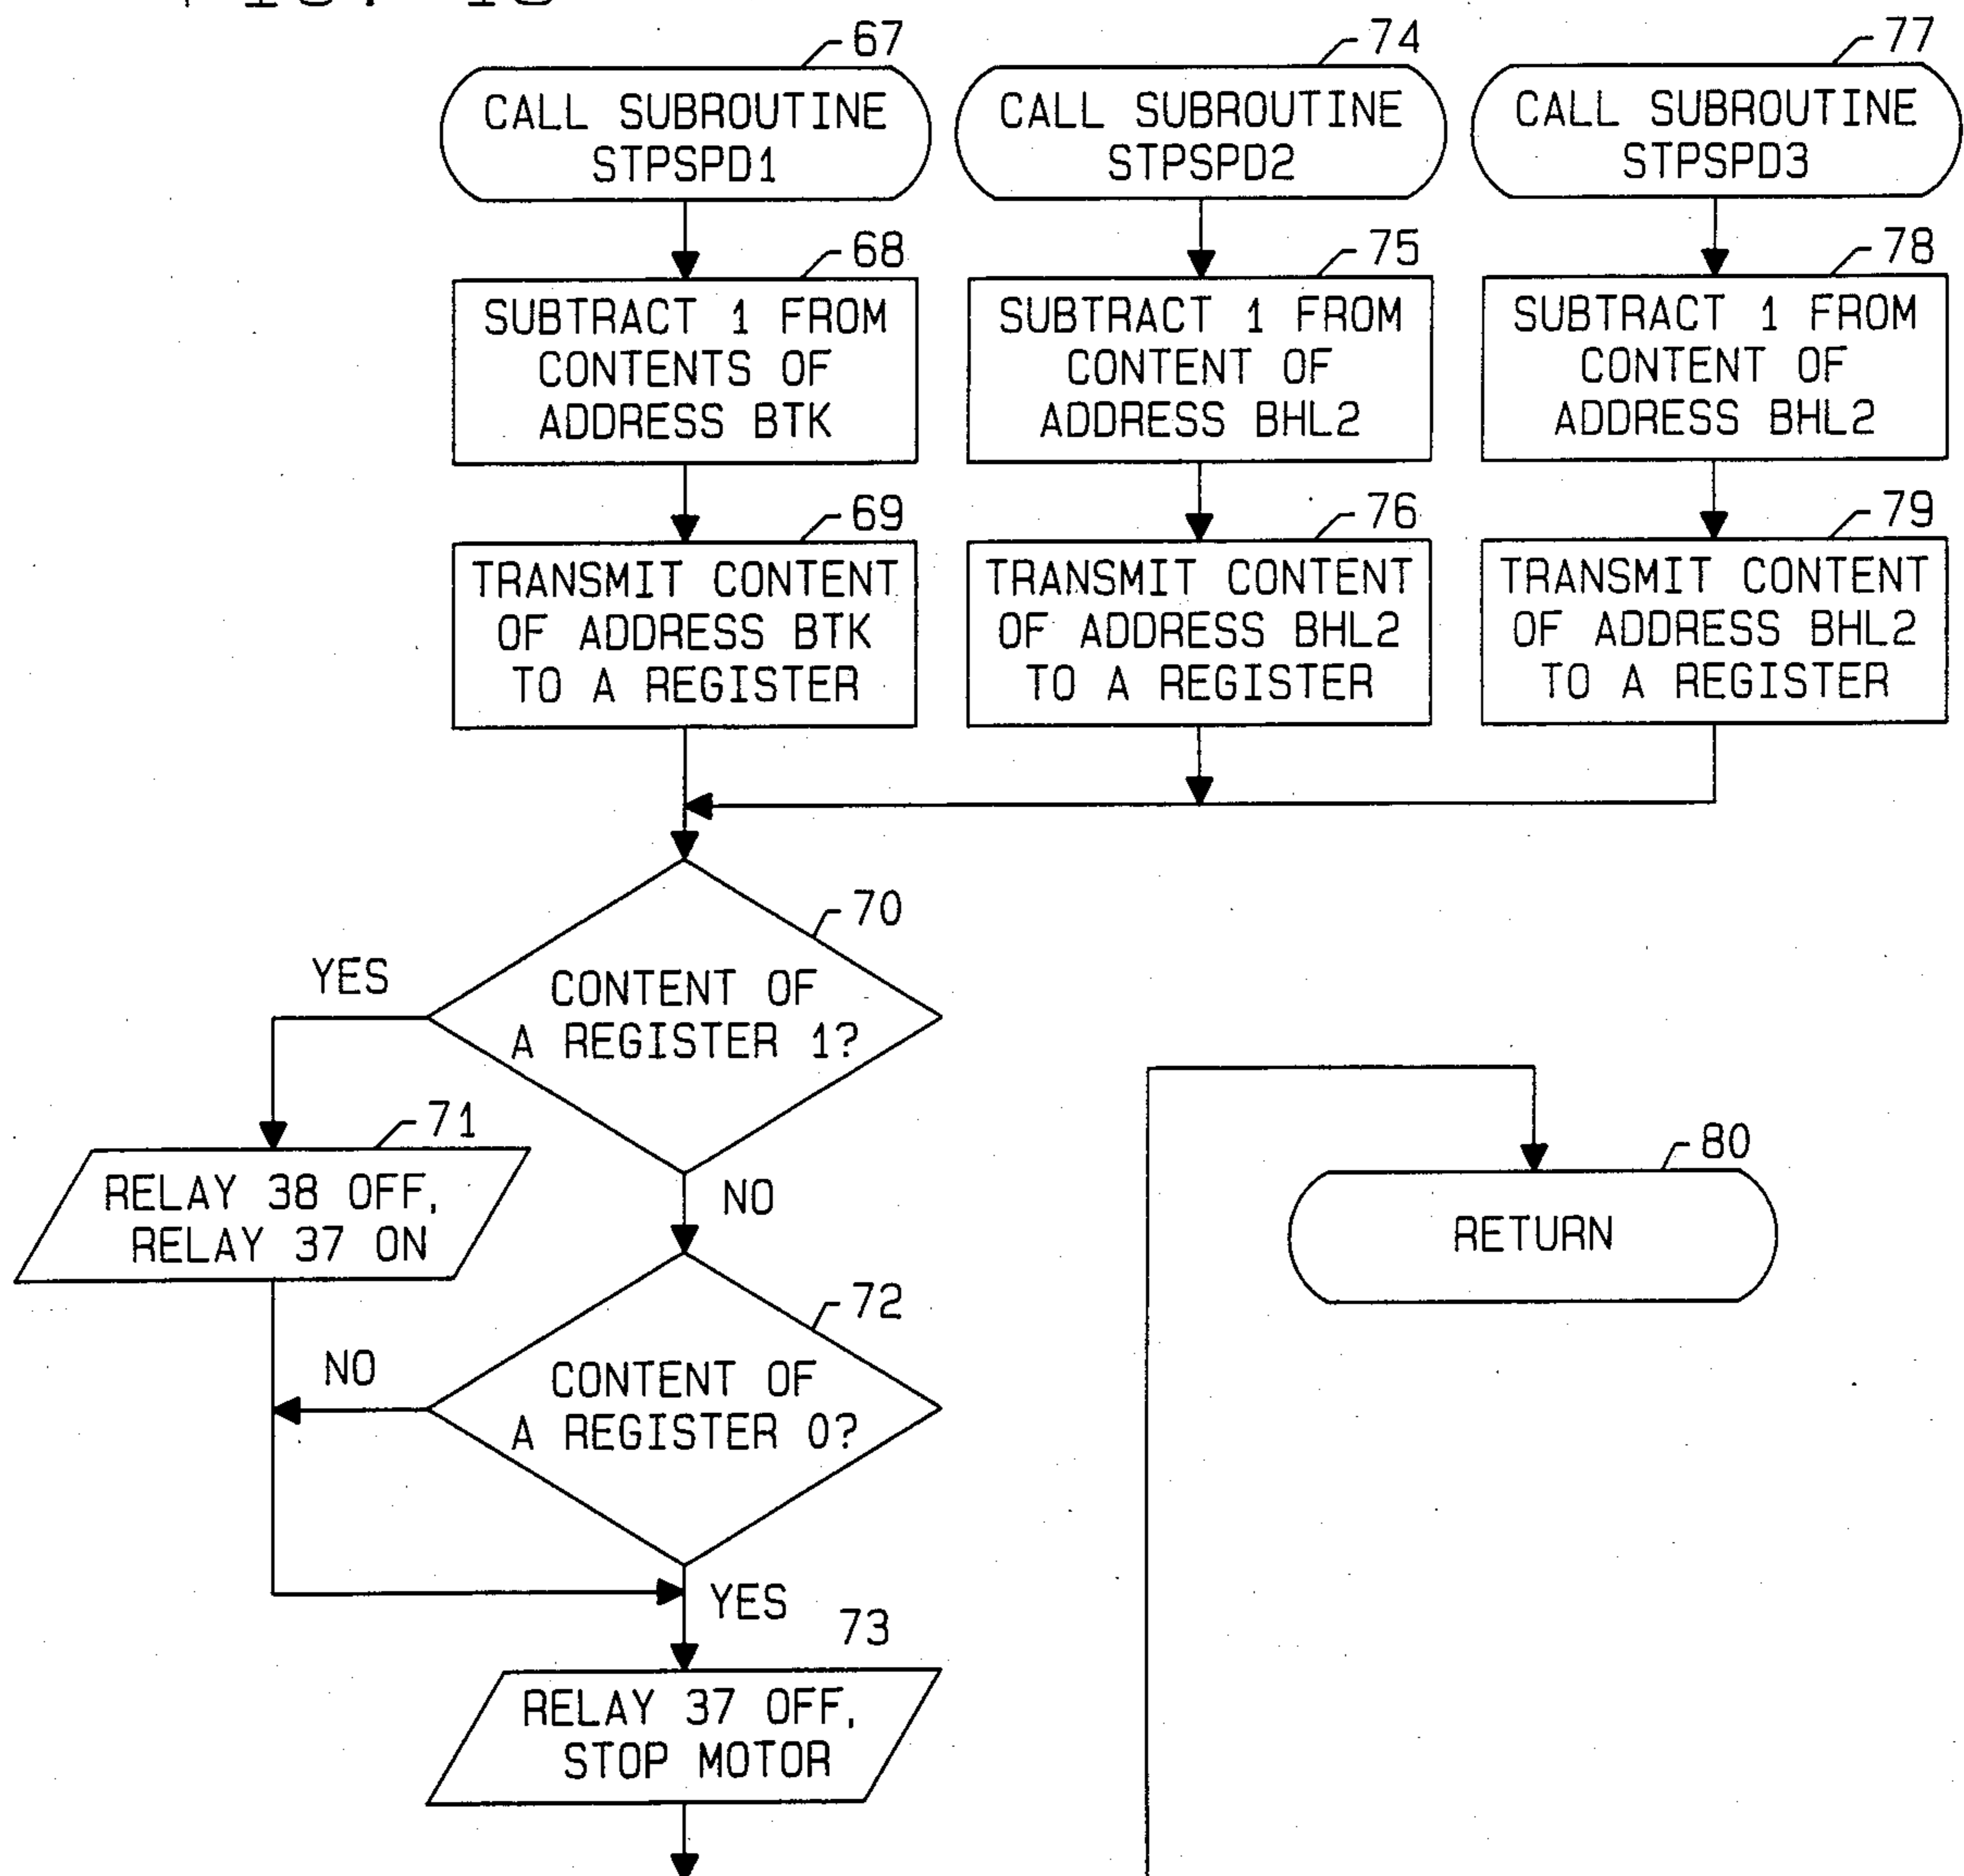 67
CALL SUBROUTINE
STPSPD1
74
CALL SUBROUTINE
STPSPD2
77
CALL SUBROUTINE
STPSPD3
68
SUBTRACT 1 FROM
CONTENTS OF
ADDRESS BTK
75
SUBTRACT 1 FROM
CONTENT OF
ADDRESS BHL2
78
SUBTRACT 1 FROM
CONTENT OF
ADDRESS BHL2
69
TRANSMIT CONTENT
OF ADDRESS BTK
TO A REGISTER
76
TRANSMIT CONTENT
OF ADDRESS BHL2
TO A REGISTER
79
TRANSMIT CONTENT
OF ADDRESS BHL2
TO A REGISTER
70
CONTENT OF
A REGISTER 1?
YES
NO
71
RELAY 38 OFF,
RELAY 37 ON
80
RETURN
72
CONTENT OF
A REGISTER 0?
NO
YES
73
RELAY 37 OFF,
STOP MOTOR